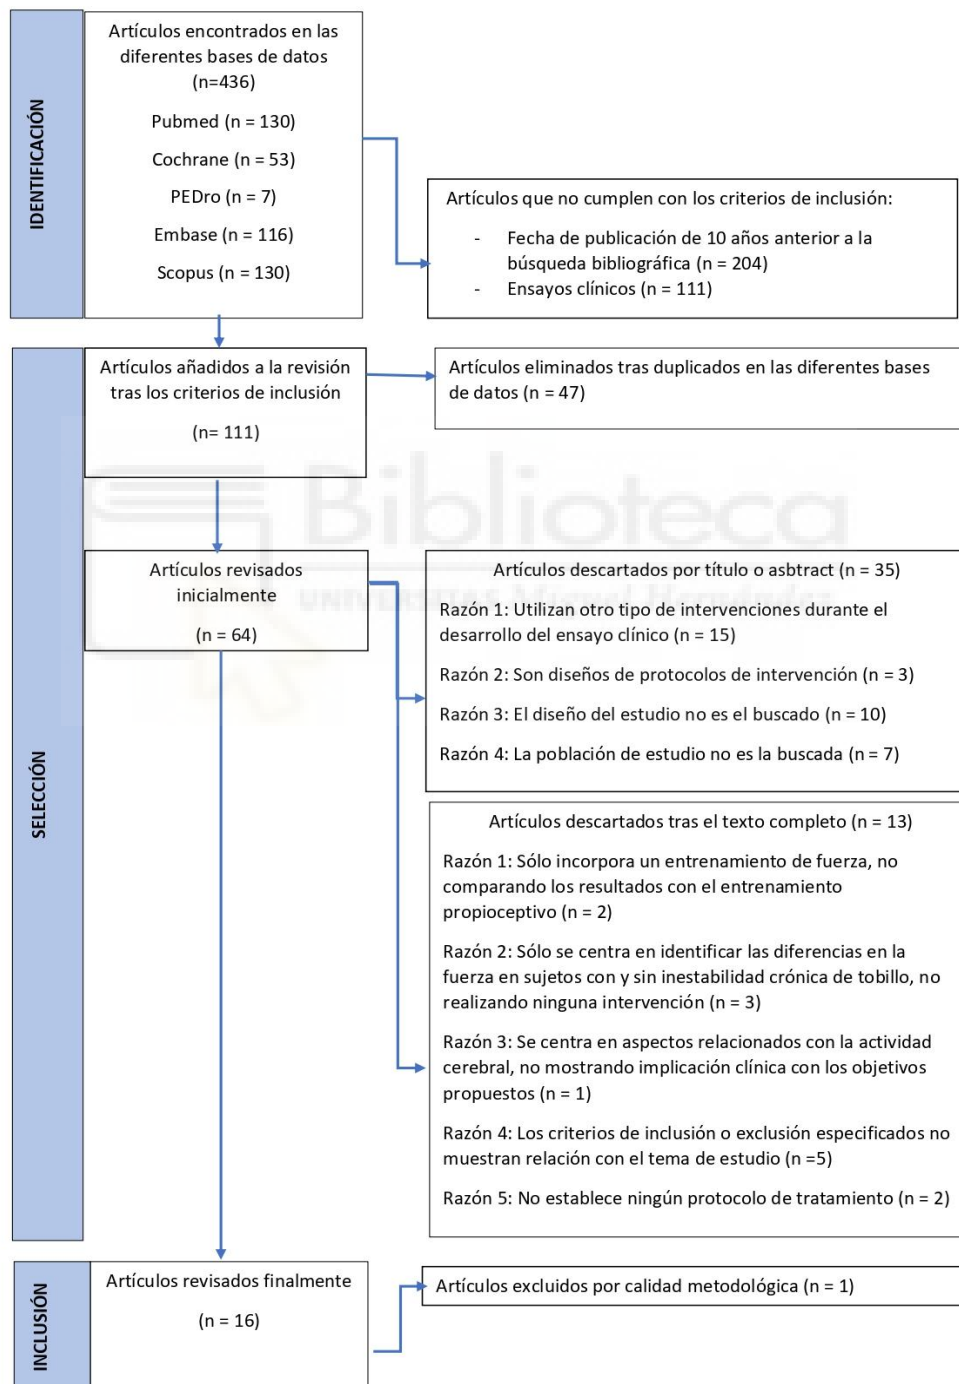 IDENTIFICACIÓN
Artículos encontrados en las
diferentes bases de datos
(n=436)
Pubmed (n = 130)
Cochrane (n = 53)
PEDro (n = 7)
Embase (n = 116)
Scopus (n = 130)
Artículos que no cumplen con los criterios de inclusión:
- Fecha de publicación de 10 años anterior a la
búsqueda bibliográfica (n = 204)
- Ensayos clínicos (n = 111)
SELECCIÓN
Artículos añadidos a la revisión
tras los criterios de inclusión
(n= 111)
Artículos eliminados tras duplicados en las diferentes bases
de datos (n = 47)
Biblioteca
UNIVERSITAS Miguel Hernández
Artículos revisados
inicialmente
(n = 64)
Artículos descartados por título o asbtract (n = 35)
Razón 1: Utilizan otro tipo de intervenciones durante el
desarrollo del ensayo clínico (n = 15)
Razón 2: Son diseños de protocolos de intervención (n = 3)
Razón 3: El diseño del estudio no es el buscado (n = 10)
Razón 4: La población de estudio no es la buscada (n = 7)
Artículos descartados tras el texto completo (n = 13)
Razón 1: Sólo incorpora un entrenamiento de fuerza, no
comparando los resultados con el entrenamiento
propioceptivo (n = 2)
Razón 2: Sólo se centra en identificar las diferencias en la
fuerza en sujetos con y sin inestabilidad crónica de tobillo, no
realizando ninguna intervención (n = 3)
Razón 3: Se centra en aspectos relacionados con la actividad
cerebral, no mostrando implicación clínica con los objetivos
propuestos (n = 1)
Razón 4: Los criterios de inclusión o exclusión especificados no
muestran relación con el tema de estudio (n =5)
Razón 5: No establece ningún protocolo de tratamiento (n = 2)
INCLUSIÓN
Artículos revisados finalmente
(n = 16)
Artículos excluidos por calidad metodológica (n = 1)